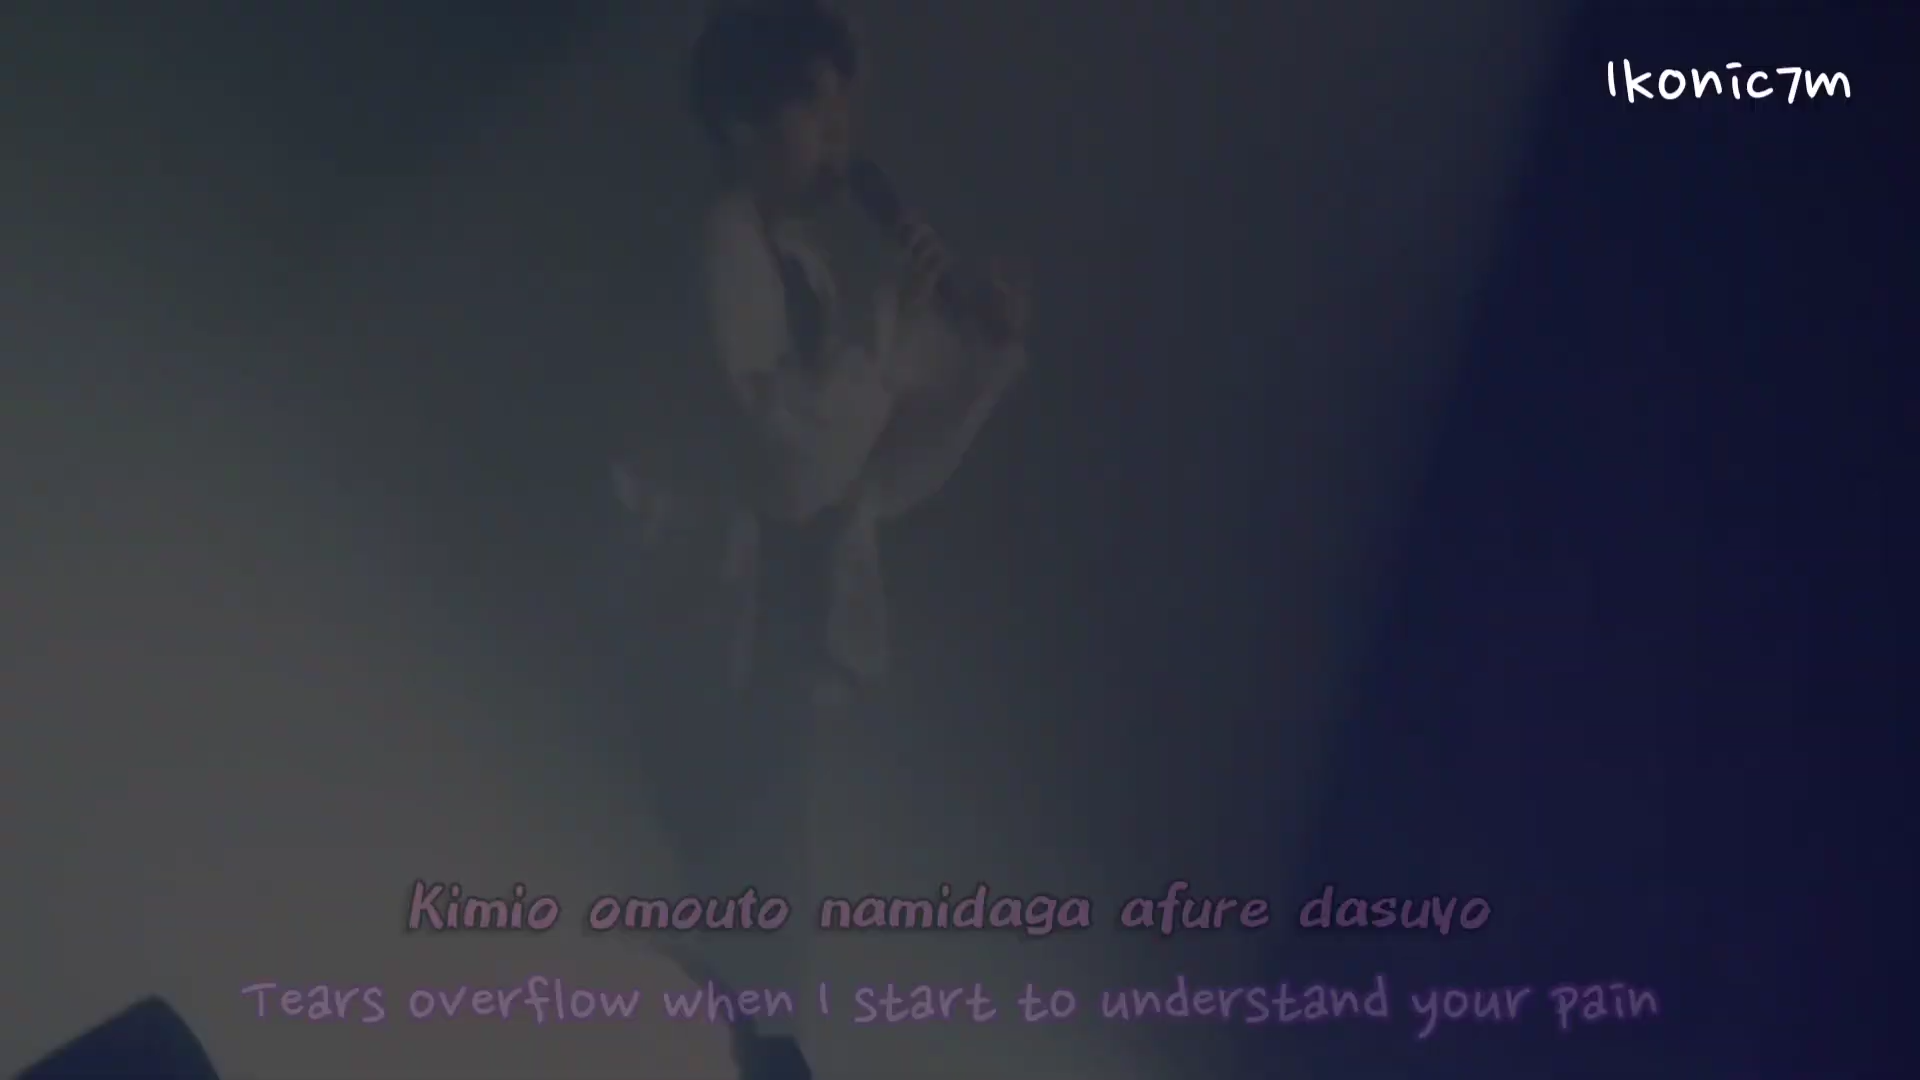 Ikonic7m
Kimio omouto namidaga afure dasuyo
Tears overflow when I start to understand your pain